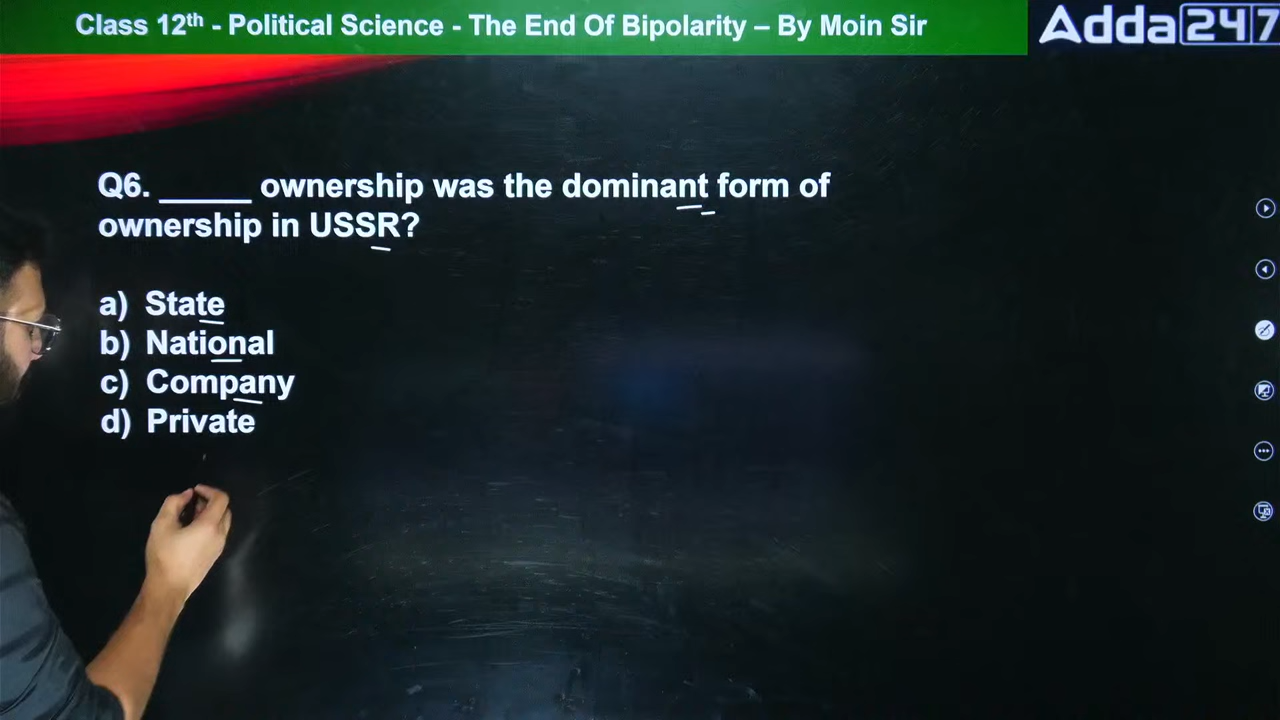 Class 12th - Political Science - The End Of Bipolarity – By Moin Sir
Adda247
Q6. _____ ownership was the dominant form of
ownership in USSR?
a) State
b) National
c) Company
d) Private